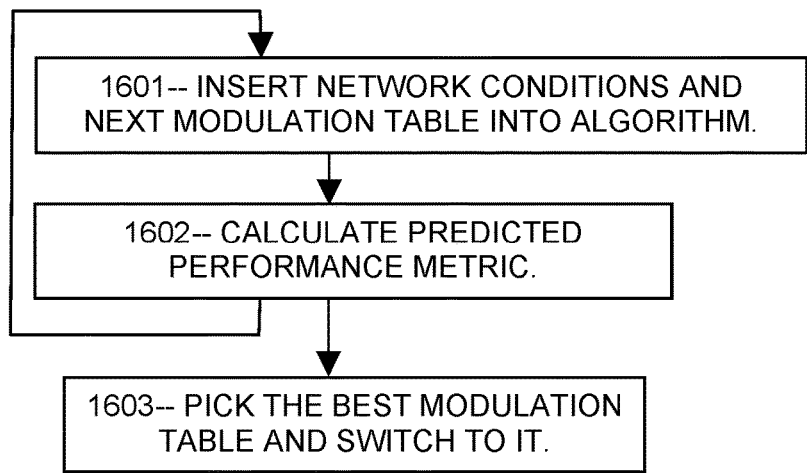 1601-- INSERT NETWORK CONDITIONS AND
NEXT MODULATION TABLE INTO ALGORITHM.
1602-- CALCULATE PREDICTED
PERFORMANCE METRIC.
1603-- PICK THE BEST MODULATION
TABLE AND SWITCH TO IT.